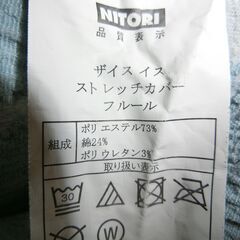 NITORI
品質表示
ザイス イス
ストレッチカバー
フルール
組成
ポリエステル73%
綿24%
ポリウレタン3%
取り扱い表示
30
W